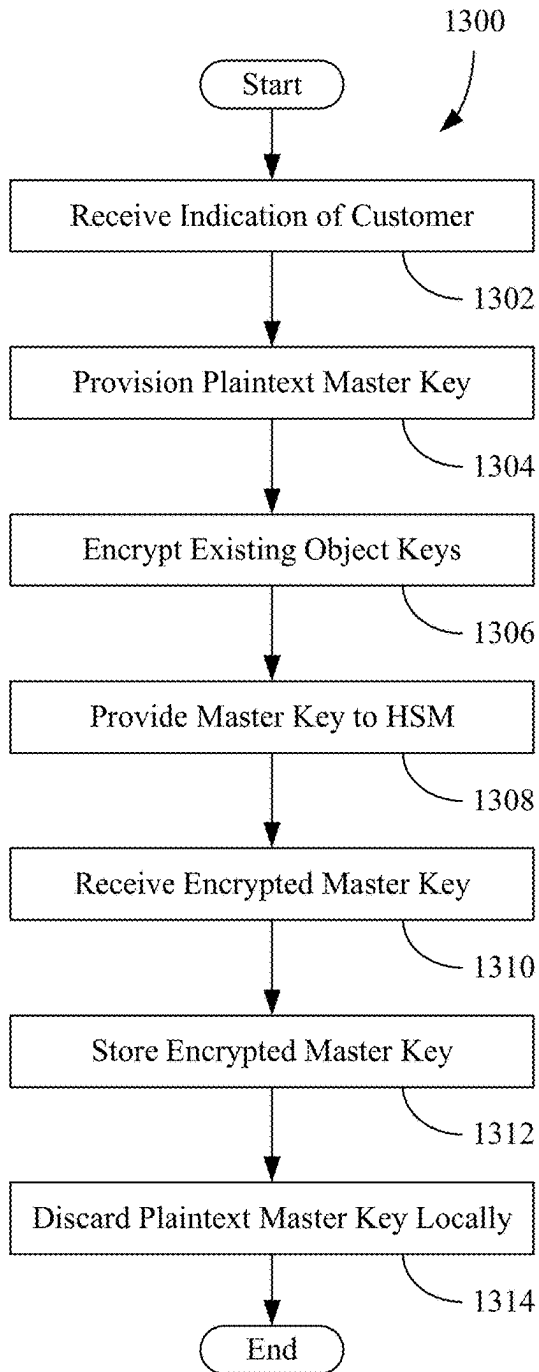 1300
Start
Receive Indication of Customer
1302
Provision Plaintext Master Key
1304
Encrypt Existing Object Keys
1306
Provide Master Key to HSM
1308
Receive Encrypted Master Key
1310
Store Encrypted Master Key
1312
Discard Plaintext Master Key Locally
1314
End